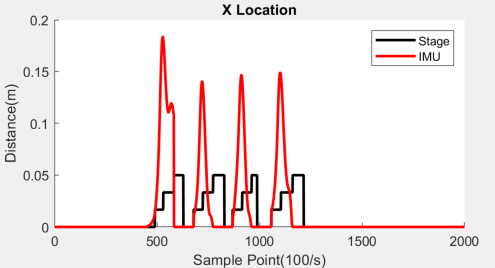 X Location
0.2
0.15
0.1
0.05
0
Distance(m)
Stage
IMU
0 500 1000 1500 2000
Sample Point(100/s)